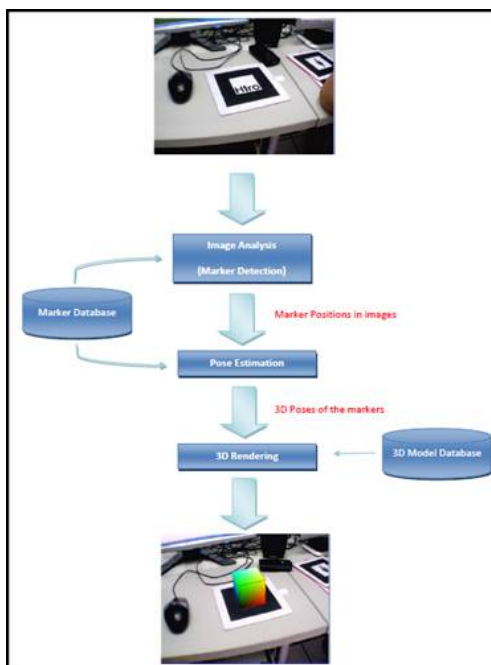 Hiro
Image Analysis
(Marker Detection)
Marker Database
Marker Positions in images
Pose Estimation
3D Poses of the markers
3D Rendering
3D Model Database